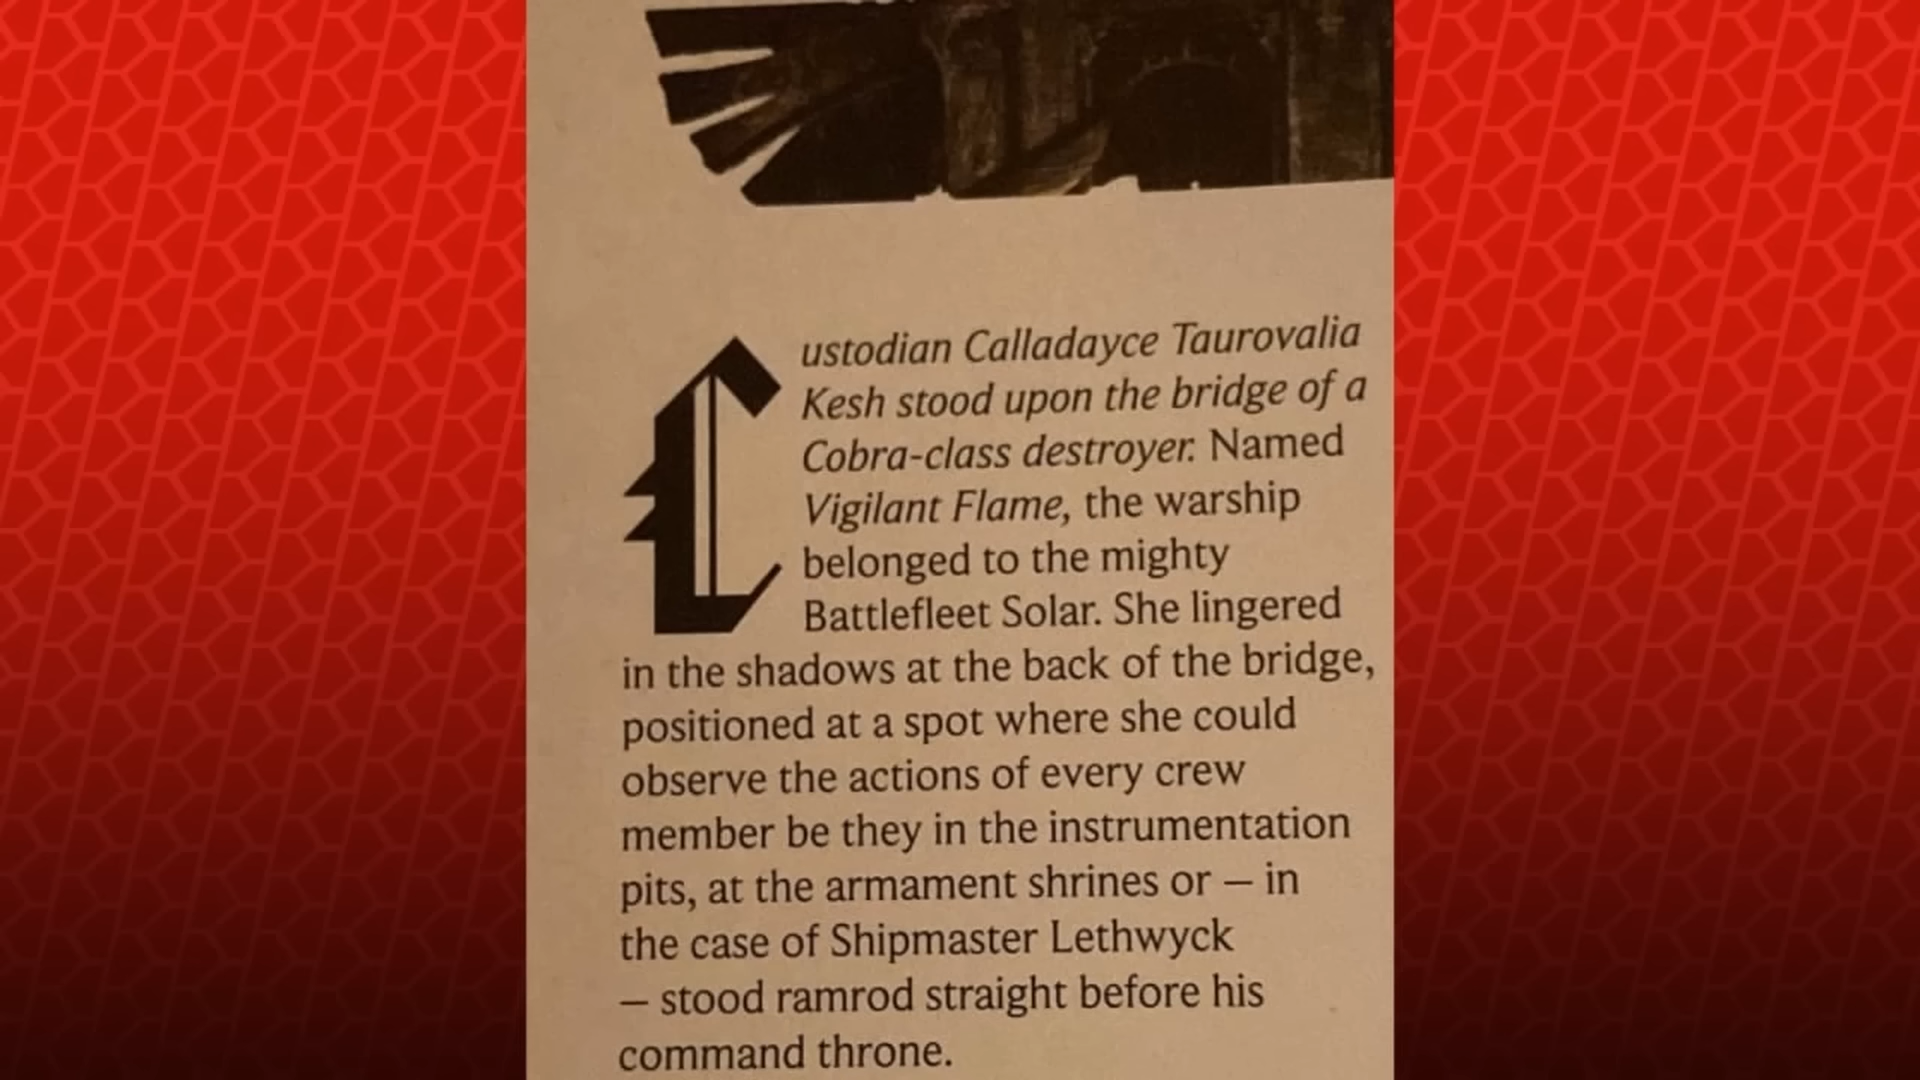 Custodian Calladayce Taurovalia
Kesh stood upon the bridge of a
Cobra-class destroyer. Named
Vigilant Flame, the warship
belonged to the mighty
Battlefleet Solar. She lingered
in the shadows at the back of the bridge,
positioned at a spot where she could
observe the actions of every crew
member be they in the instrumentation
pits, at the armament shrines or – in
the case of Shipmaster Lethwyck
– stood ramrod straight before his
command throne.